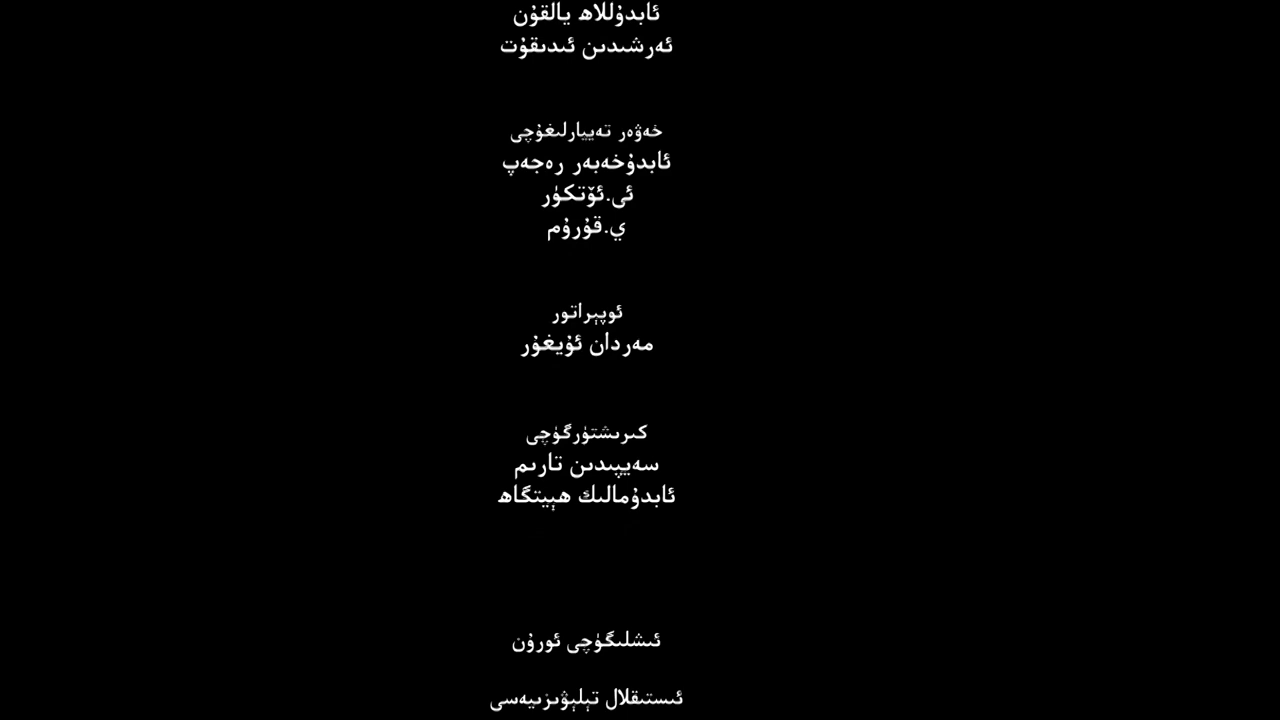 ئابدۇللاھ يالقۇن
ئەرشىدىن ئىدىقۇت
خەۋەر تەييارلىغۇچى
ئابدۇخەبەر رەجەپ
ئى.ئۆتكۈر
ي.قۇرۇم
ئوپېراتور
مەردان ئۇيغۇر
كىرىشتۈرگۈچى
سەيپىدىن تارىم
ئابدۇمالىك ھېيتگاھ
ئىشلىگۈچى ئورۇن
ئىستىقلال تېلېۋىزىيەسى